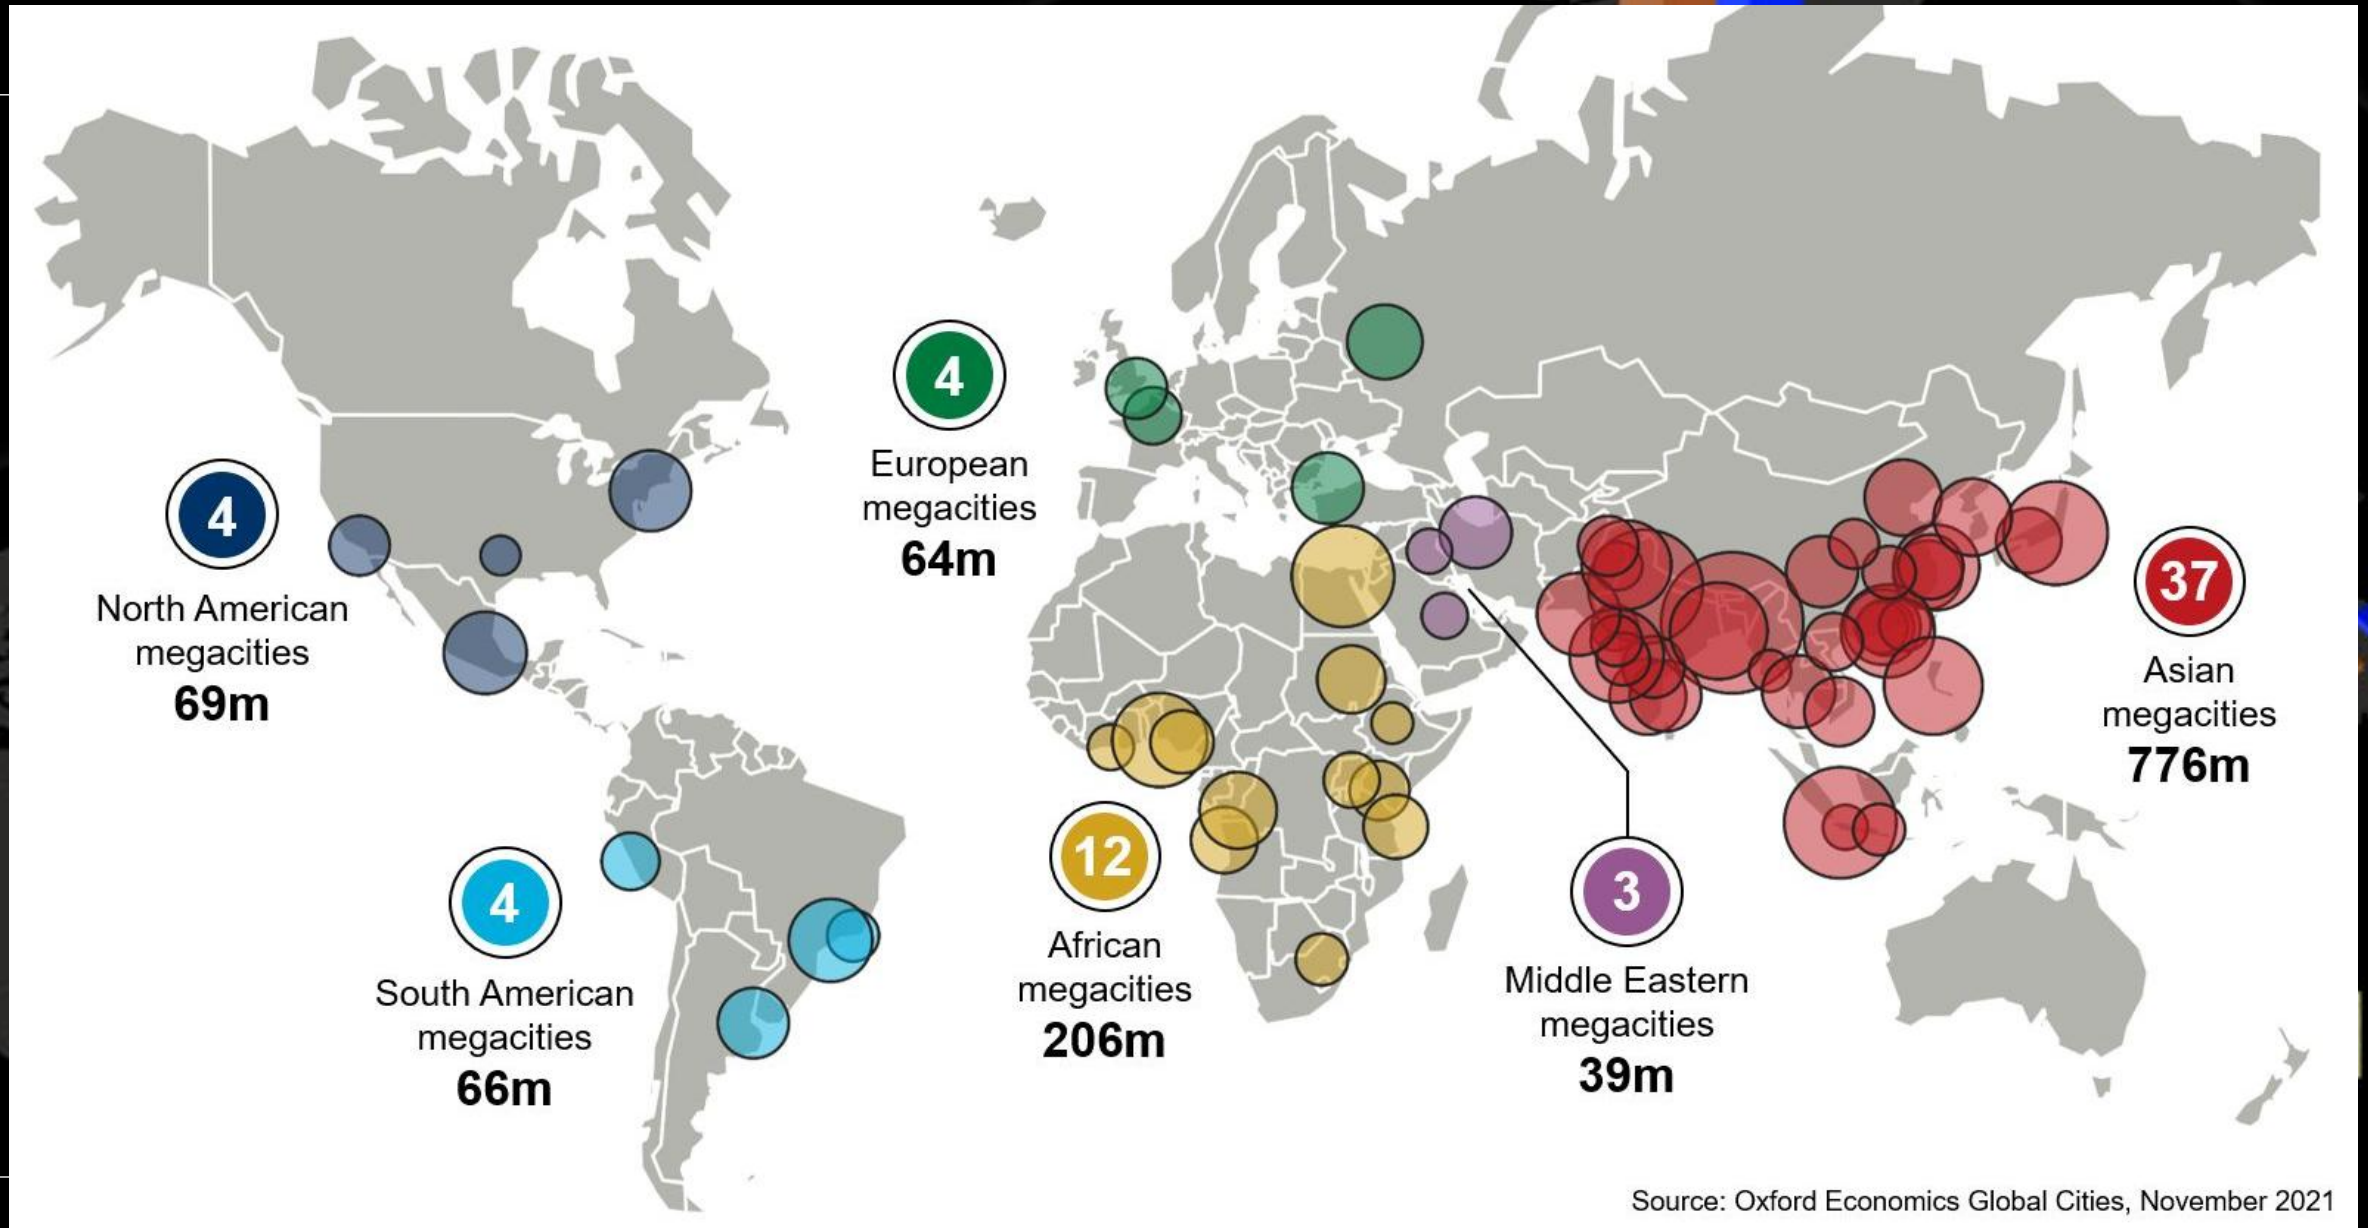 4
North American
megacities
69m
4
European
megacities
64m
4
South American
megacities
66m
12
African
megacities
206m
3
Middle Eastern
megacities
39m
37
Asian
megacities
776m
Source: Oxford Economics Global Cities, November 2021